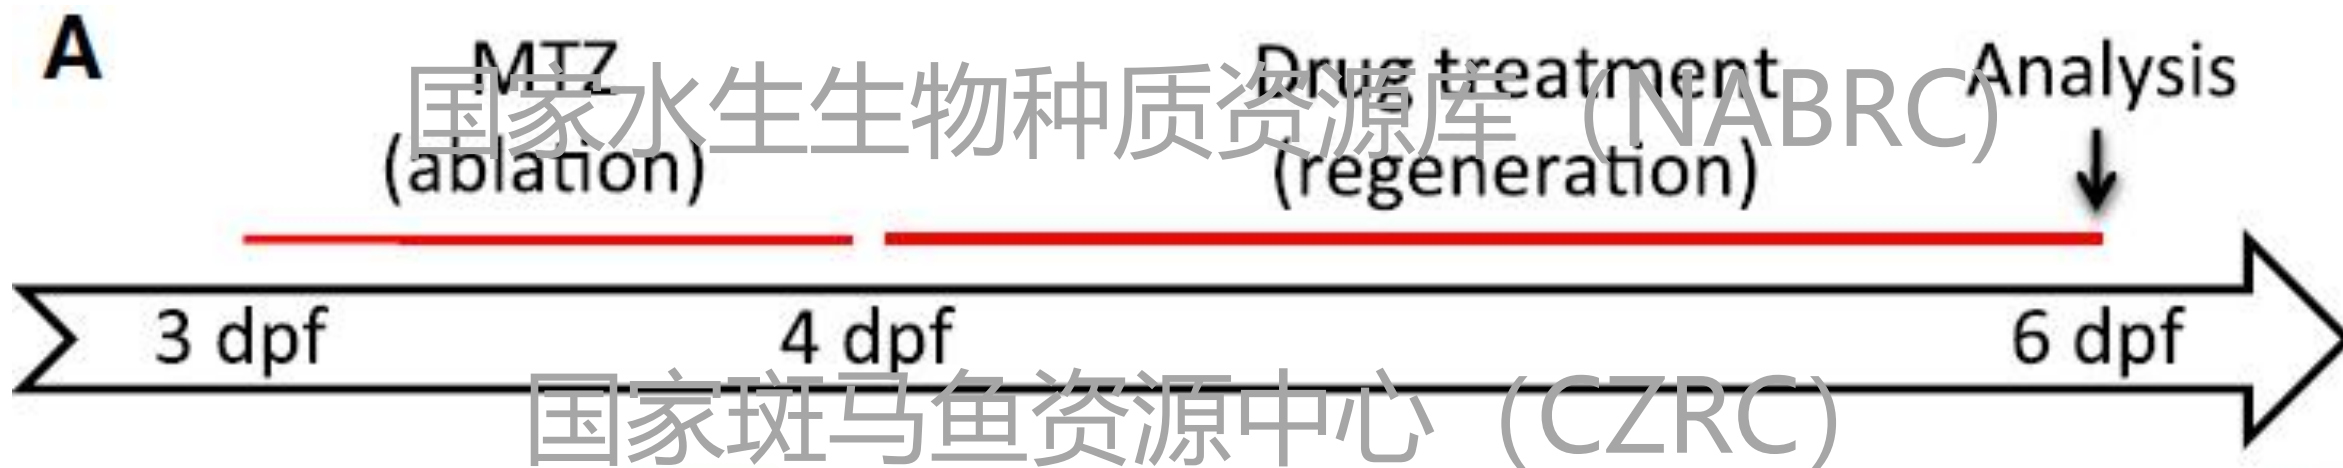 A
MTZ
(ablation)
Drug treatment
(regeneration)
Analysis
国家水生生物种质资源库（NABRC）
3 dpf
4 dpf
6 dpf
国家斑马鱼资源中心（CZRC）